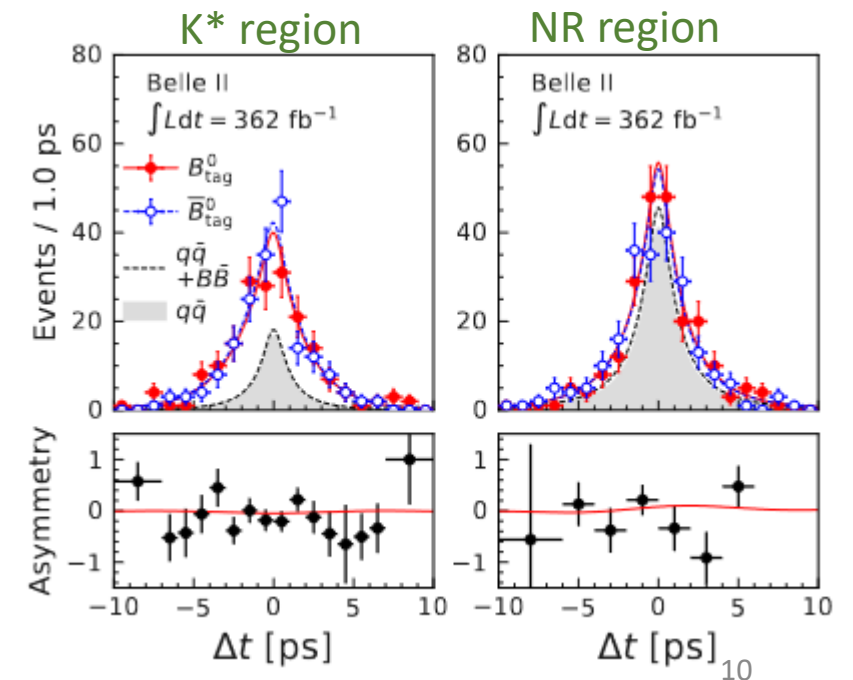 K* region
NR region
Events / 1.0 ps
80
60
40
20
0
Belle II
∫Ldt = 362 fb⁻¹
B⁰tag
B̅⁰tag
qq̅
+BB̅
qq̅
80
60
40
20
0
Belle II
∫Ldt = 362 fb⁻¹
Asymmetry
1
0
−1
−10 −5 0 5 10
Δt [ps]
1
0
−1
−10 −5 0 5 10
Δt [ps]
10